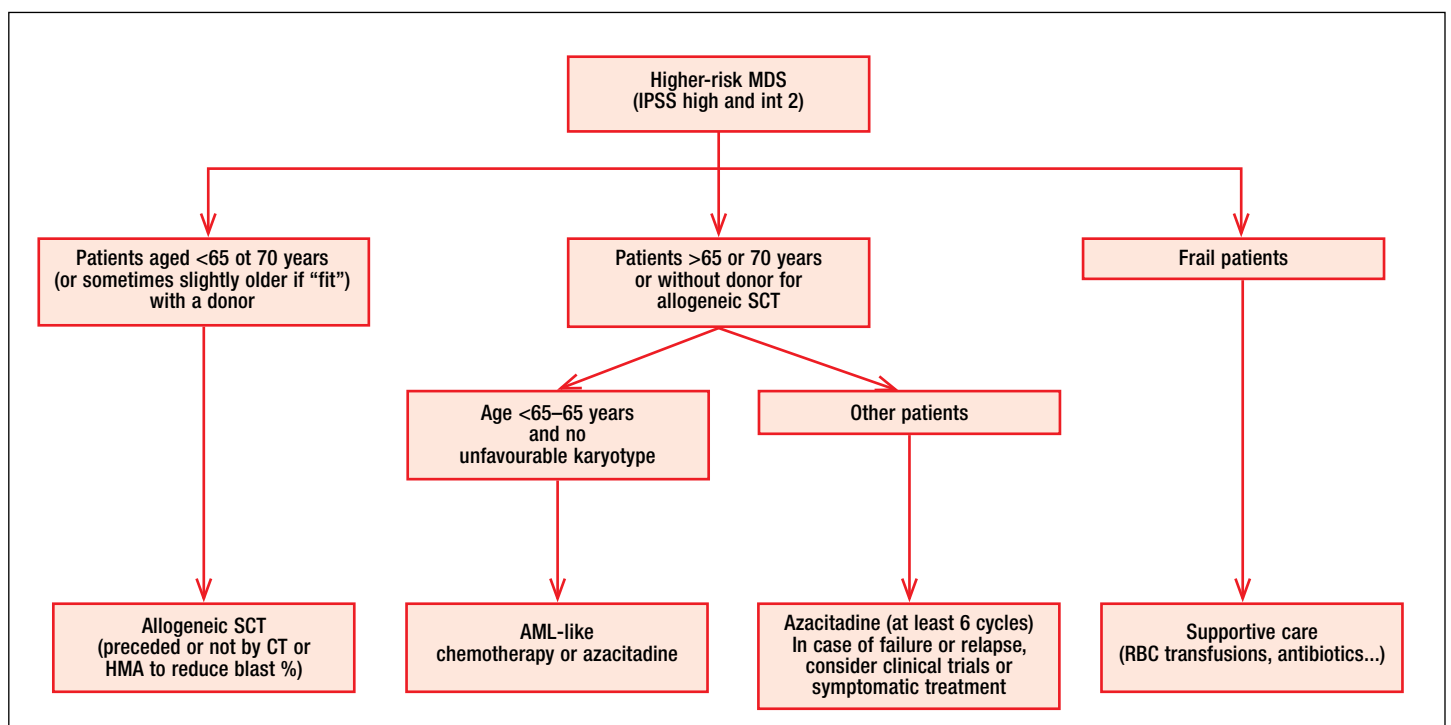 Higher-risk MDS
(IPSS high and int 2)
Patients aged <65 ot 70 years
(or sometimes slightly older if “fit”)
with a donor
Patients >65 or 70 years
or without donor for
allogeneic SCT
Frail patients
Age <65–65 years
and no
unfavourable karyotype
Other patients
Allogeneic SCT
(preceded or not by CT or
HMA to reduce blast %)
AML-like
chemotherapy or azacitadine
Azacitadine (at least 6 cycles)
In case of failure or relapse,
consider clinical trials or
symptomatic treatment
Supportive care
(RBC transfusions, antibiotics...)